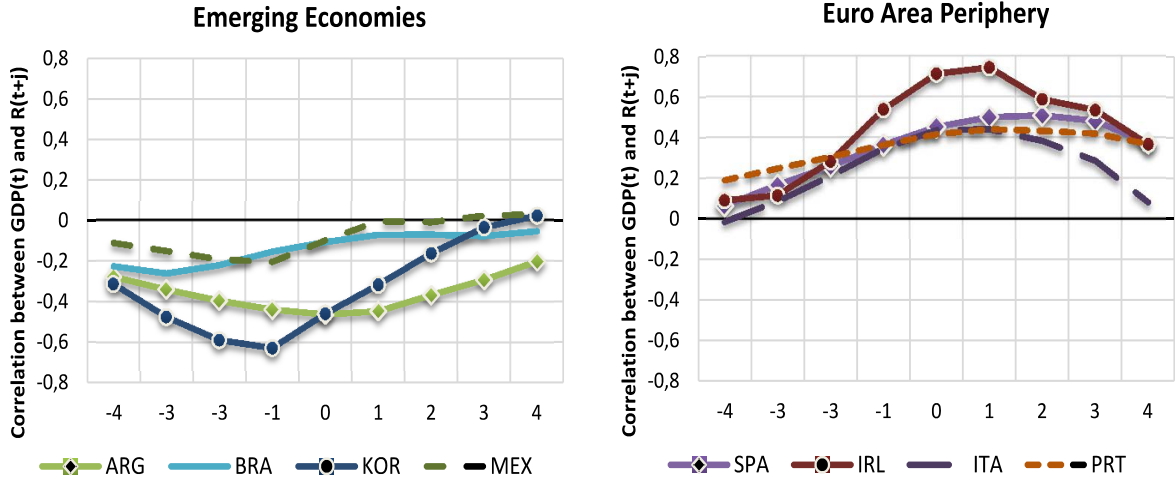 Emerging Economies
Correlation between GDP(t) and R(t+j)
0,8
0,6
0,4
0,2
0
-0,2
-0,4
-0,6
-0,8
-4 -3 -3 -1 0 1 2 3 4
ARG BRA KOR MEX
Euro Area Periphery
Correlation between GDP(t) and R(t+j)
0,8
0,6
0,4
0,2
0
-0,2
-0,4
-0,6
-0,8
-4 -3 -3 -1 0 1 2 3 4
SPA IRL ITA PRT